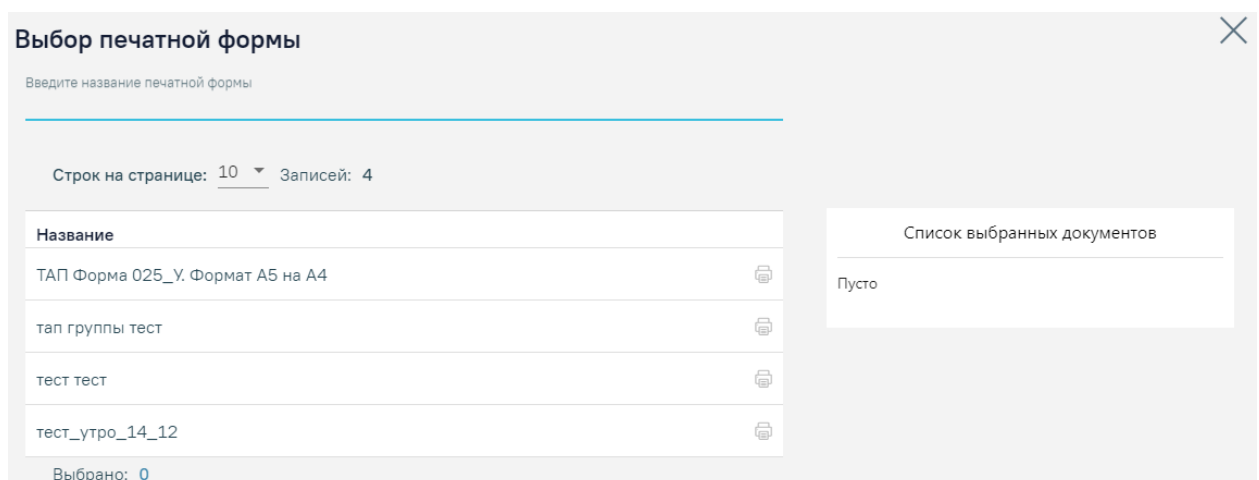 Выбор печатной формы
Введите название печатной формы
Строк на странице: 10 Записей: 4
Название
ТАП Форма 025_У. Формат А5 на А4
тап группы тест
тест тест
тест_утро_14_12
Выбрано: 0
Список выбранных документов
Пусто